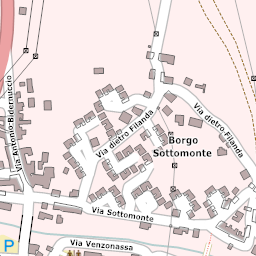 Via Antonio Bidernuccio
Via dietro Filanda
Via dietro Filanda
Borgo
Sottomonte
Via Sottomonte
Via Venzonassa
P